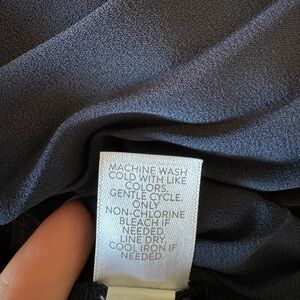 MACHINE WASH
COLD WITH LIKE
COLORS.
GENTLE CYCLE.
ONLY
NON-CHLORINE
BLEACH IF
NEEDED.
LINE DRY.
COOL IRON IF
NEEDED.